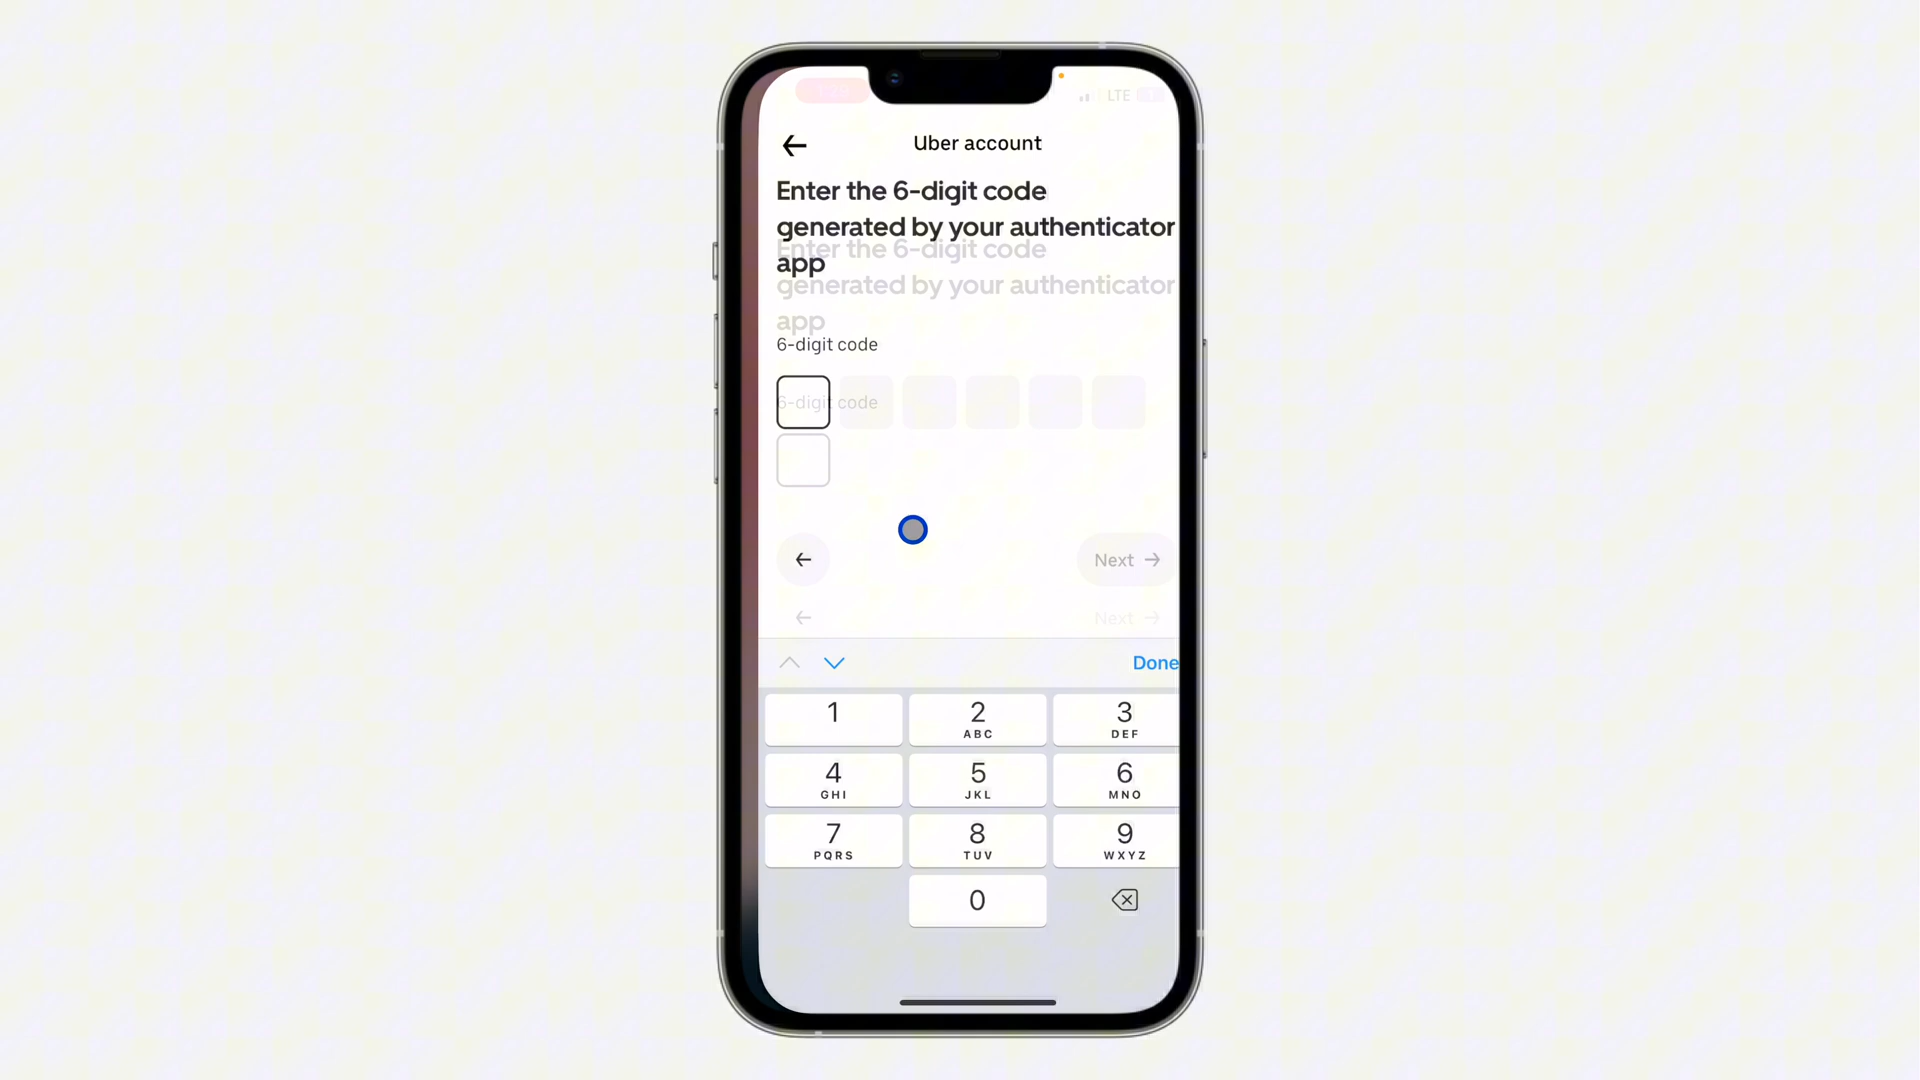 LTE
Uber account
Enter the 6-digit code
generated by your authenticator
Enter the 6-digit code
app
generated by your authenticator
app
6-digit code
6-digit code
Next
Next
Done
1
2
3
ABC
DEF
4
5
6
GHI
JKL
MNO
7
8
9
PQRS
TUV
WXYZ
0